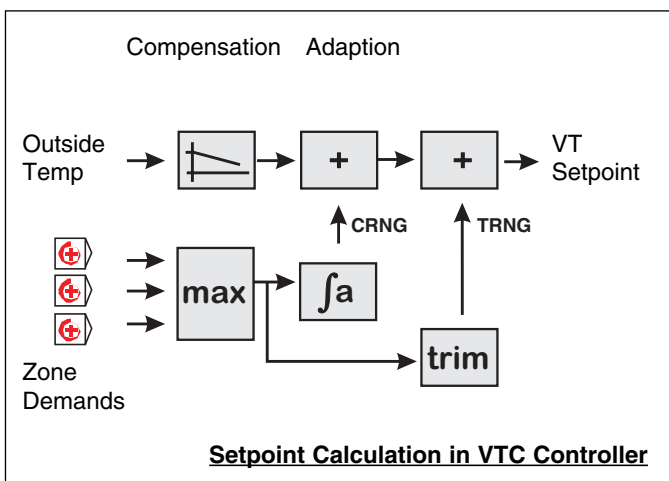 Compensation Adaption
Outside
Temp
+
+
VT
Setpoint
CRNG
TRNG
max
∫a
trim
Zone
Demands
Setpoint Calculation in VTC Controller